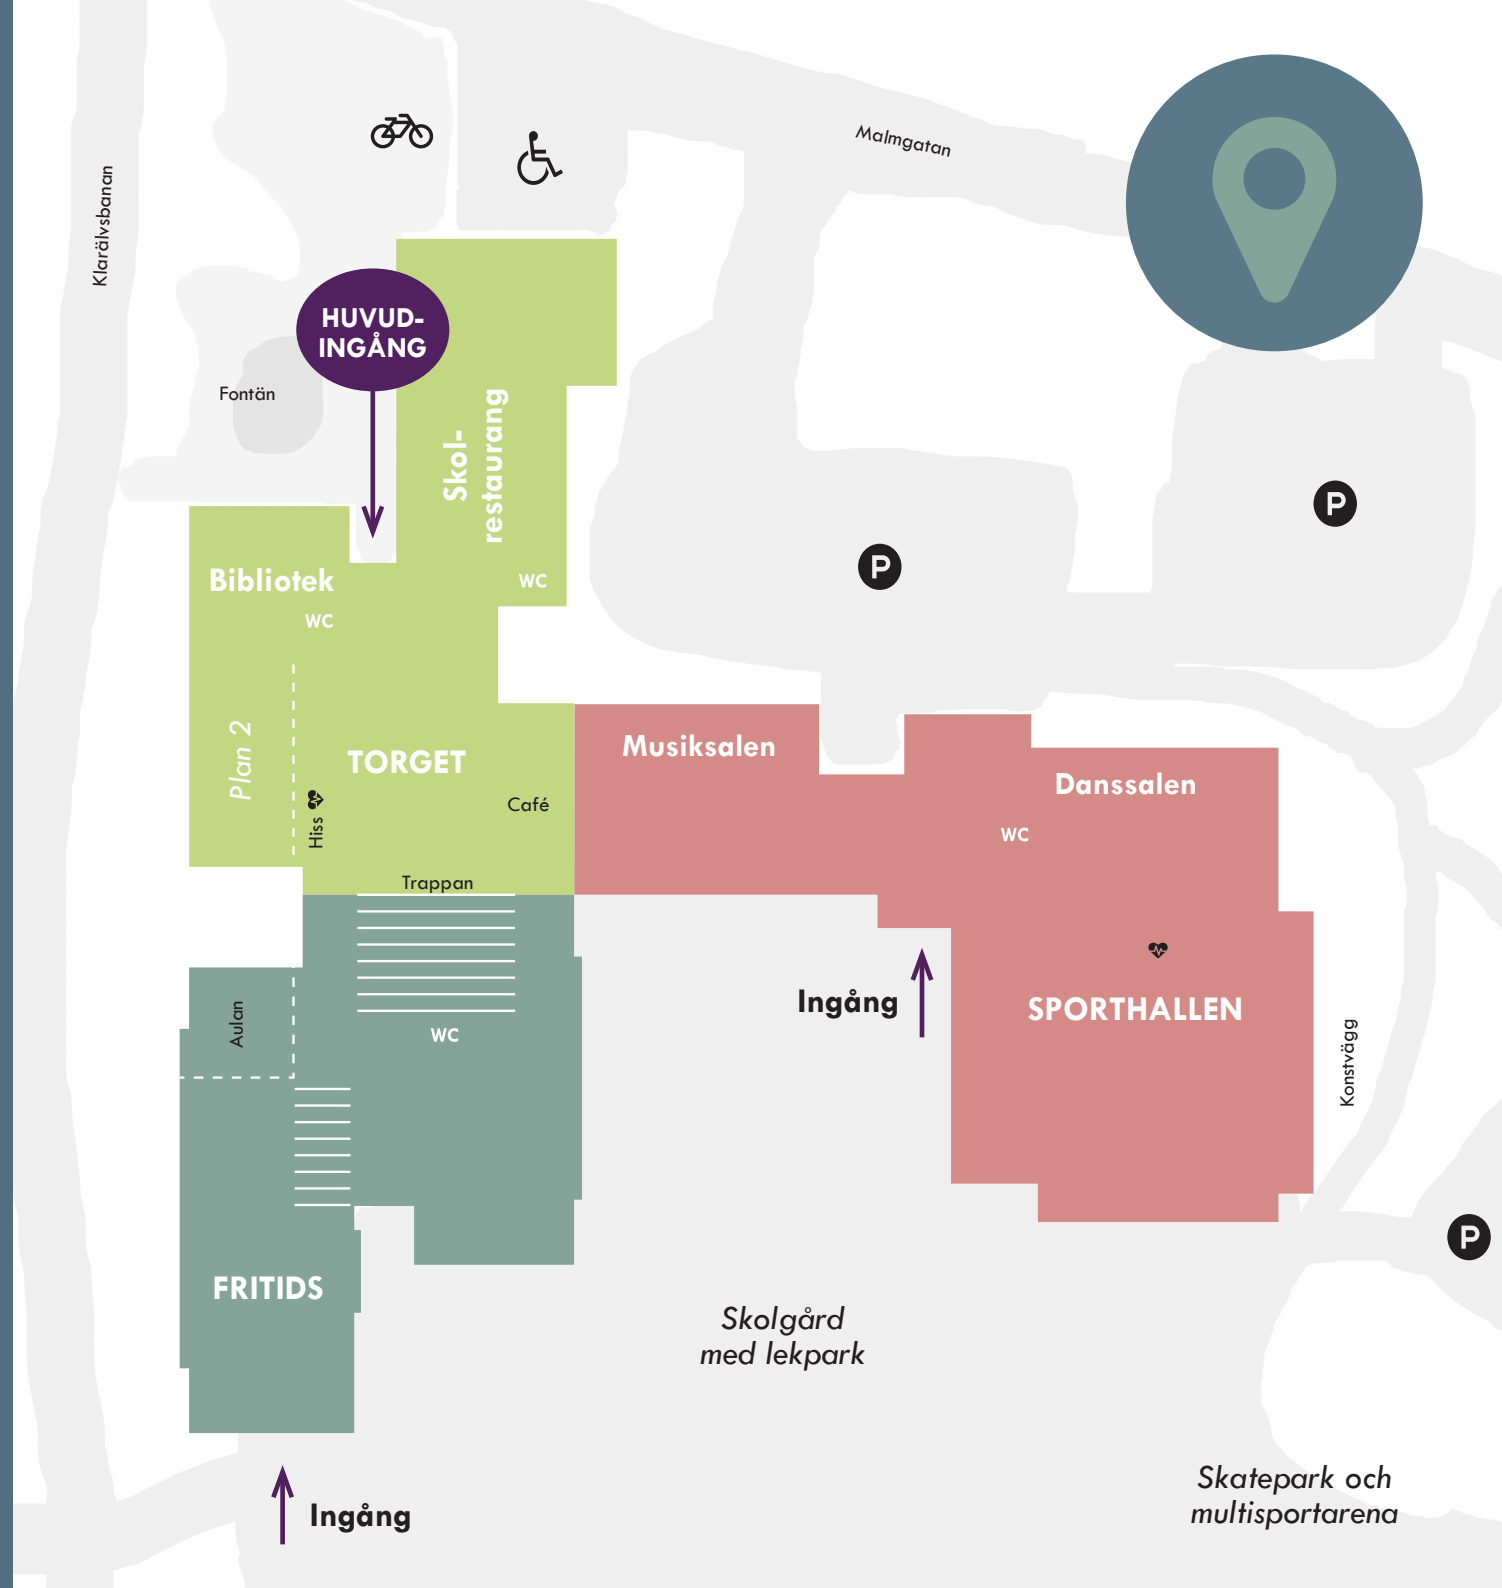 Malmgatan
Klarälvsbanan
HUVUD-
INGÅNG
Fontän
Skol-
restaurang
P
P
Bibliotek
WC
WC
Plan 2
TORGET
Musiksalen
Danssalen
Café
Hiss
WC
Trappan
Ingång
SPORTHALLEN
Aulan
WC
Konstvägg
P
FRITIDS
Skolgård
med lekpark
Skatepark och
multisportarena
Ingång